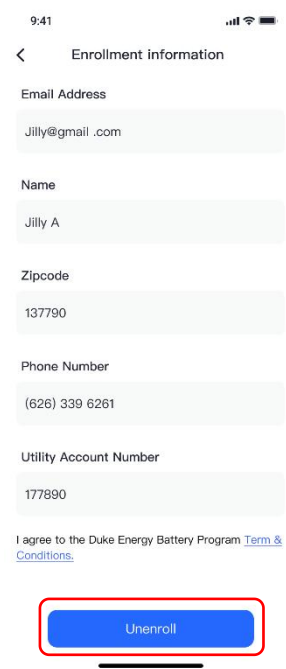 9:41
Enrollment information
Email Address
Jilly@gmail .com
Name
Jilly A
Zipcode
137790
Phone Number
(626) 339 6261
Utility Account Number
177890
I agree to the Duke Energy Battery Program Term &
Conditions.
Unenroll